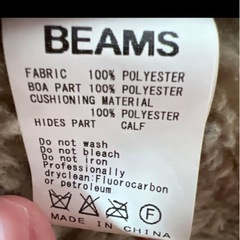 BEAMS
FABRIC 100% POLYESTER
BOA PART 100% POLYESTER
CUSHIONING MATERIAL
100% POLYESTER
HIDES PART CALF
Do not wash
Do not bleach
Do not iron
Professionally
dryclean:Fluorocarbon
or petroleum
F
MADE IN CHINA